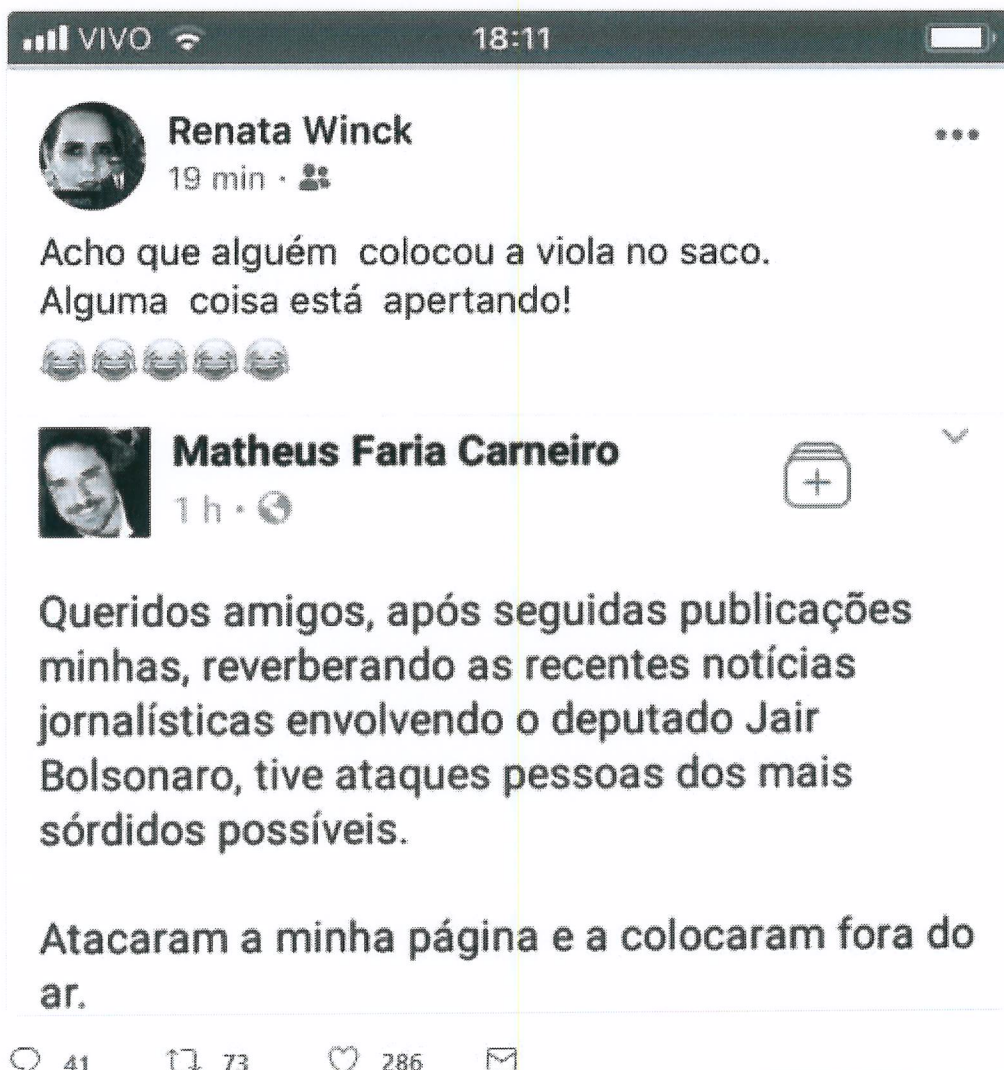 VIVO 18:11
Renata Winck
19 min ·
Acho que alguém colocou a viola no saco.
Alguma coisa está apertando!
😂😂😂😂😂
Matheus Faria Carneiro
1 h ·
Queridos amigos, após seguidas publicações
minhas, reverberando as recentes notícias
jornalísticas envolvendo o deputado Jair
Bolsonaro, tive ataques pessoas dos mais
sórdidos possíveis.
Atacaram a minha página e a colocaram fora do
ar.
41 73 286